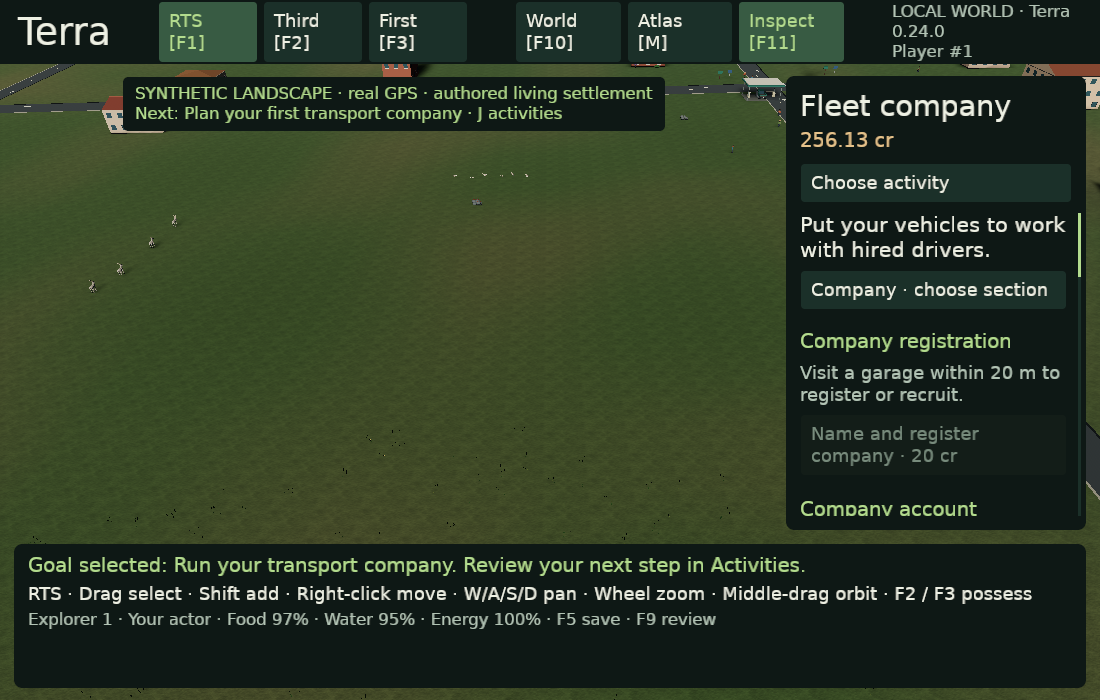 Terra
RTS
[F1]
Third
[F2]
First
[F3]
World
[F10]
Atlas
[M]
Inspect
[F11]
LOCAL WORLD · Terra
0.24.0
Player #1
SYNTHETIC LANDSCAPE · real GPS · authored living settlement
Next: Plan your first transport company · J activities
Fleet company
256.13 cr
Choose activity
Put your vehicles to work
with hired drivers.
Company · choose section
Company registration
Visit a garage within 20 m to
register or recruit.
Name and register
company · 20 cr
Company account
Goal selected: Run your transport company. Review your next step in Activities.
RTS · Drag select · Shift add · Right-click move · W/A/S/D pan · Wheel zoom · Middle-drag orbit · F2 / F3 possess
Explorer 1 · Your actor · Food 97% · Water 95% · Energy 100% · F5 save · F9 review